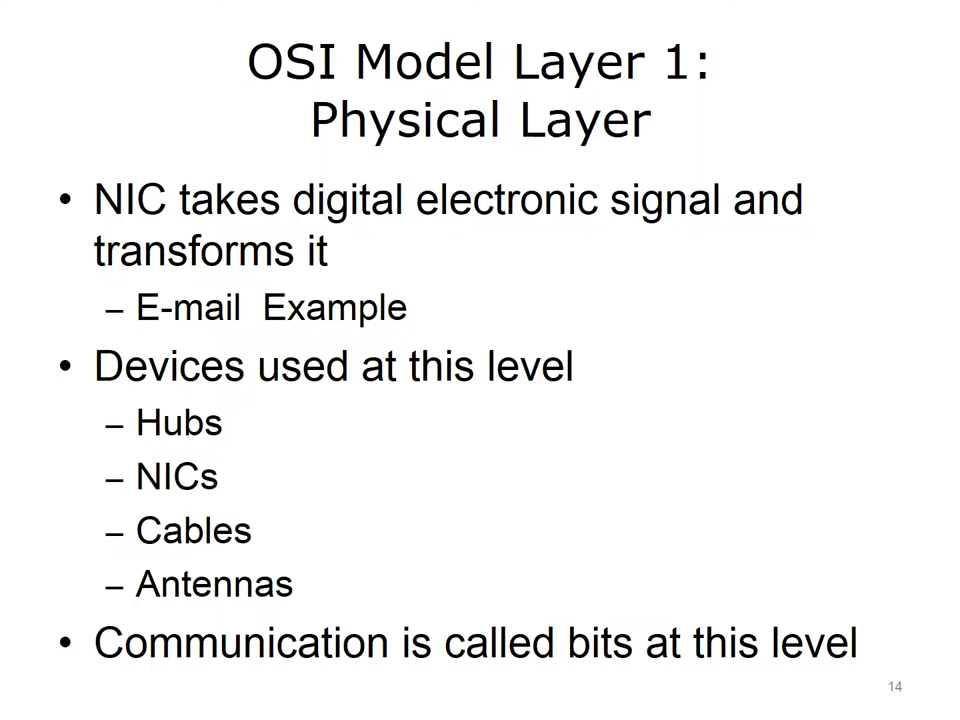 OSI Model Layer 1:
Physical Layer
• NIC takes digital electronic signal and
transforms it
– E-mail  Example
• Devices used at this level
– Hubs
– NICs
– Cables
– Antennas
• Communication is called bits at this level
14